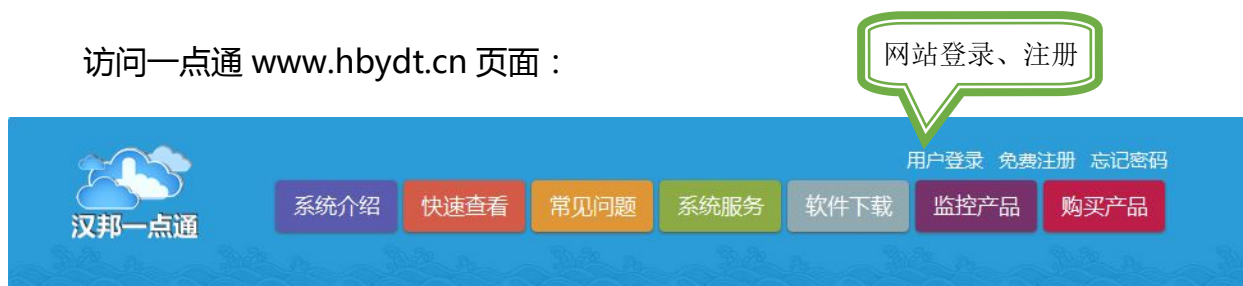 网站登录、注册
访问一点通 www.hbydt.cn 页面：
用户登录 免费注册 忘记密码
系统介绍 快速查看 常见问题 系统服务 软件下载 监控产品 购买产品
汉邦一点通